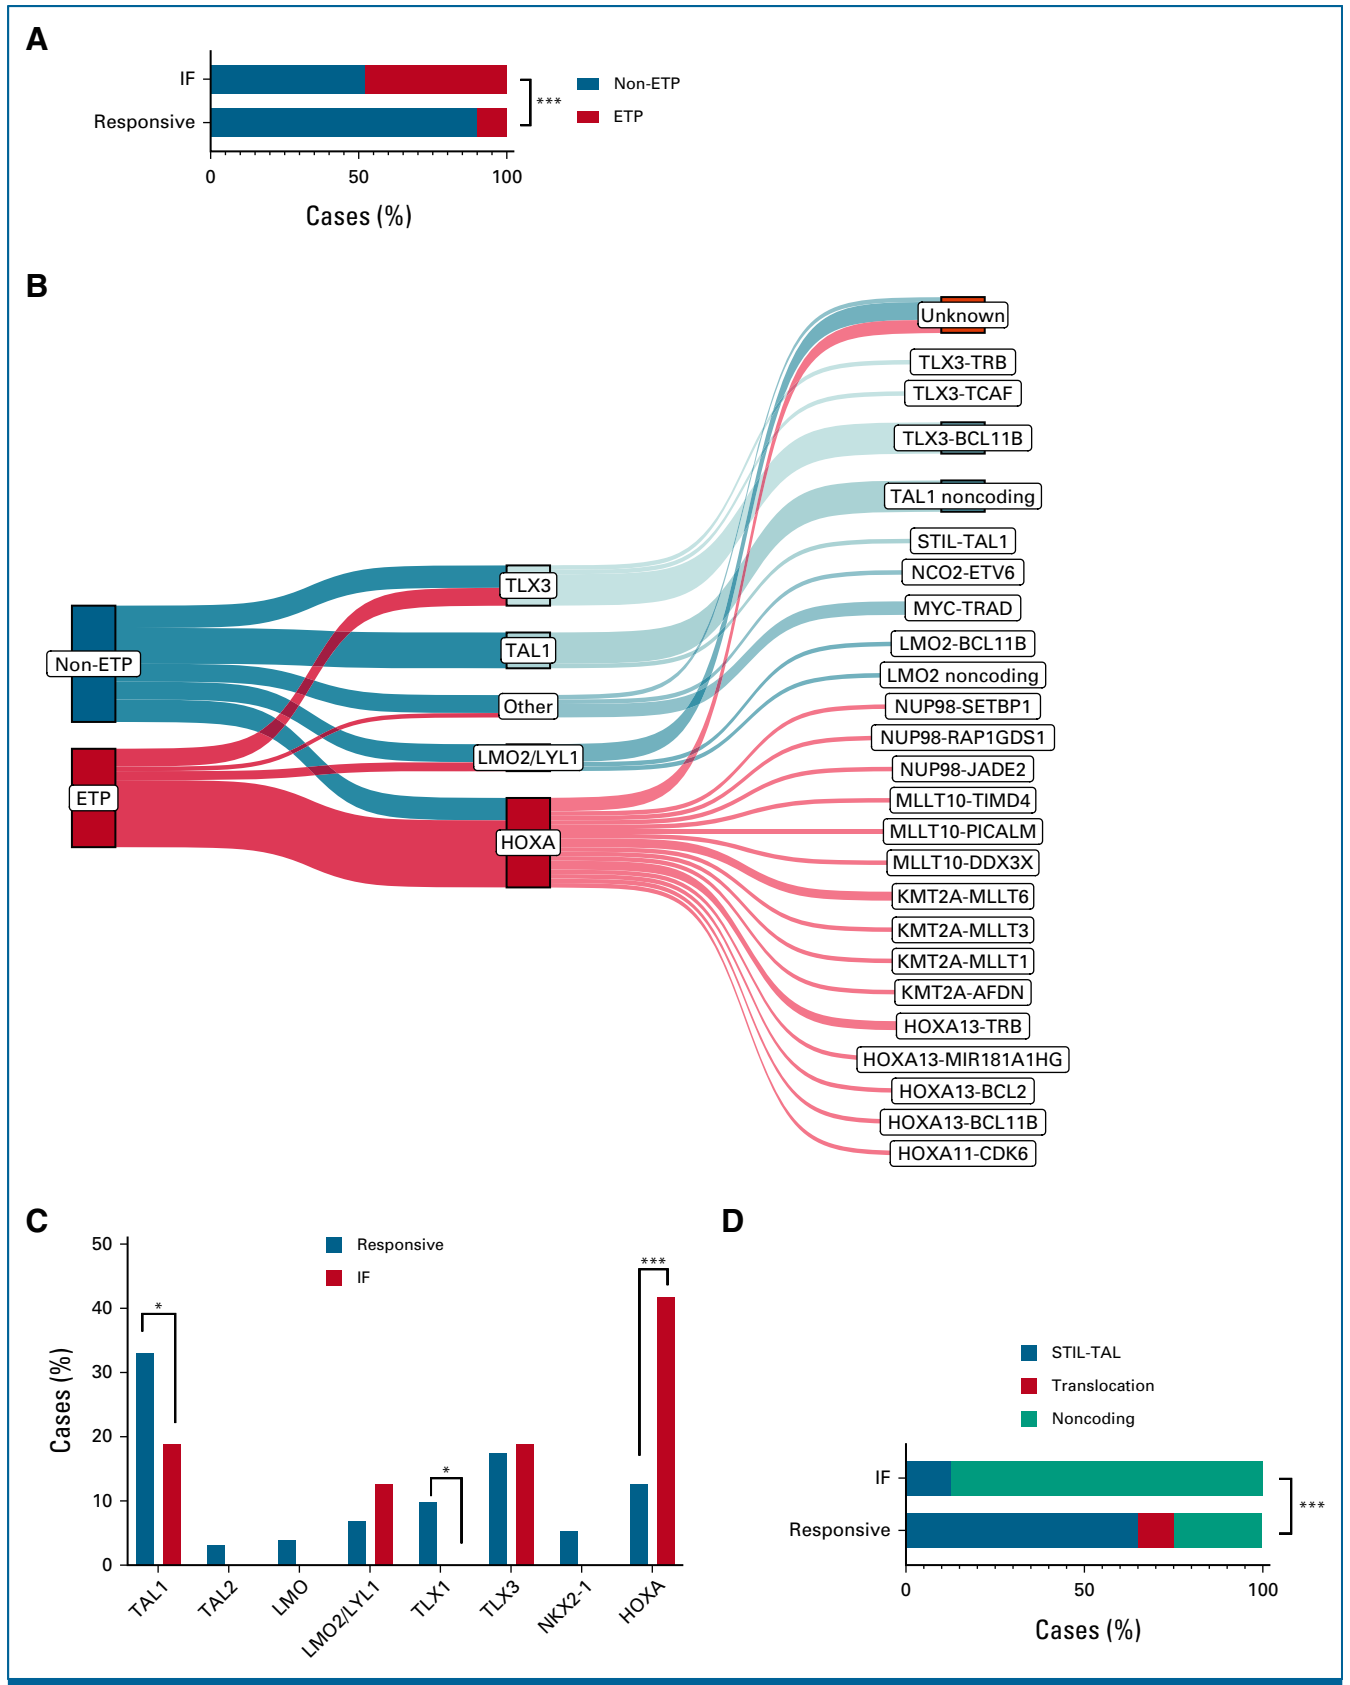 A
IF
Responsive
***
Non-ETP
ETP
0 50 100
Cases (%)
B
Unknown
TLX3-TRB
TLX3-TCAF
TLX3-BCL11B
TAL1 noncoding
STIL-TAL1
NCO2-ETV6
MYC-TRAD
LMO2-BCL11B
LMO2 noncoding
NUP98-SETBP1
NUP98-RAP1GDS1
NUP98-JADE2
MLLT10-TIMD4
MLLT10-PICALM
MLLT10-DDX3X
KMT2A-MLLT6
KMT2A-MLLT3
KMT2A-MLLT1
KMT2A-AFDN
HOXA13-TRB
HOXA13-MIR181A1HG
HOXA13-BCL2
HOXA13-BCL11B
HOXA11-CDK6
TLX3
TAL1
Other
LMO2/LYL1
HOXA
Non-ETP
ETP
C
Responsive
IF
50
40
30
20
10
0
Cases (%)
*
*
***
TAL1
TAL2
LMO
LMO2/LYL1
TLX1
TLX3
NKX2-1
HOXA
D
STIL-TAL
Translocation
Noncoding
IF
Responsive
***
0 50 100
Cases (%)